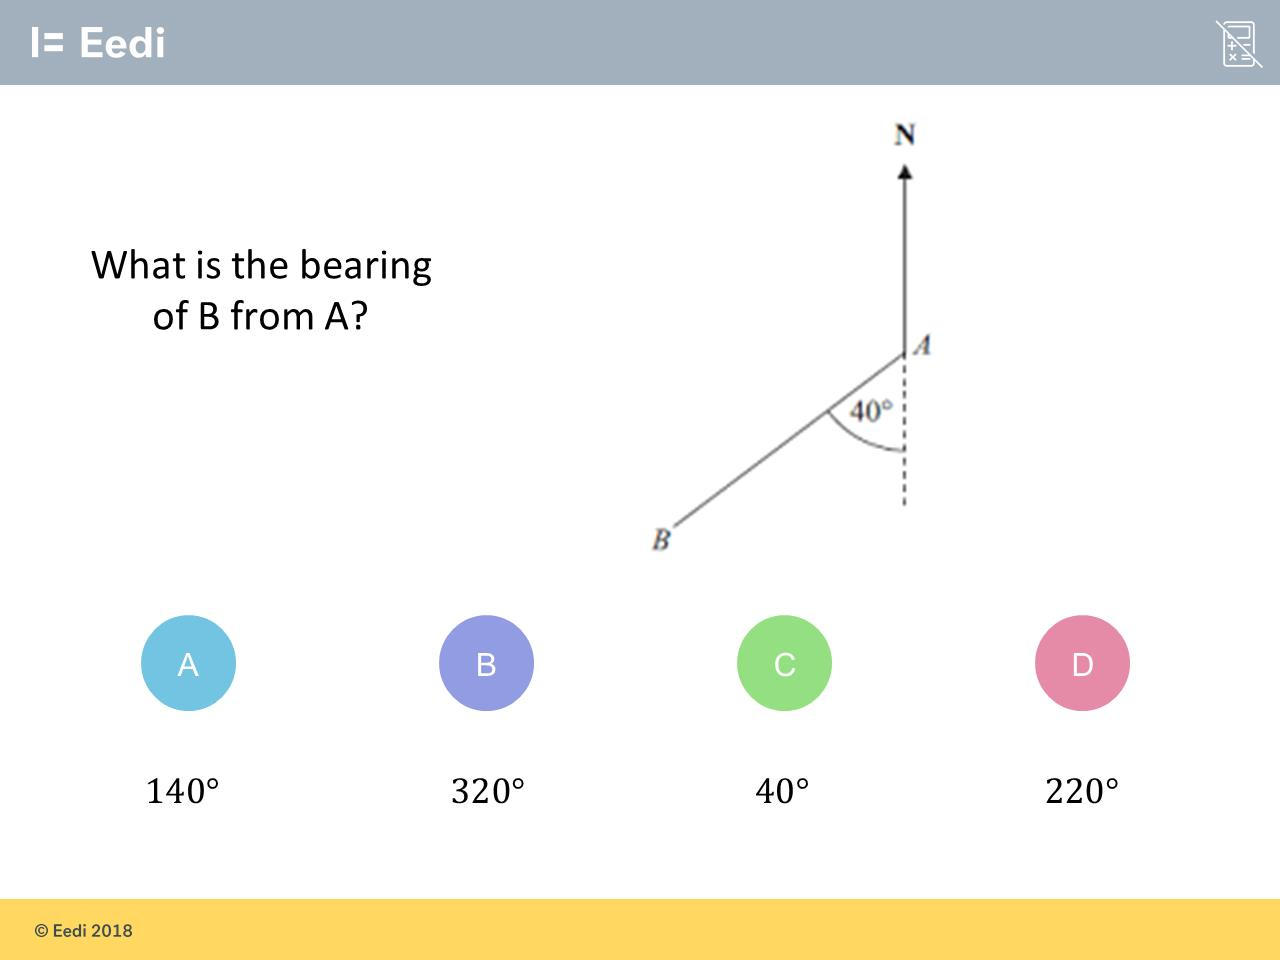 Eedi
N
What is the bearing
of B from A?
A
40°
B
A
B
C
D
140°
320°
40°
220°
© Eedi 2018